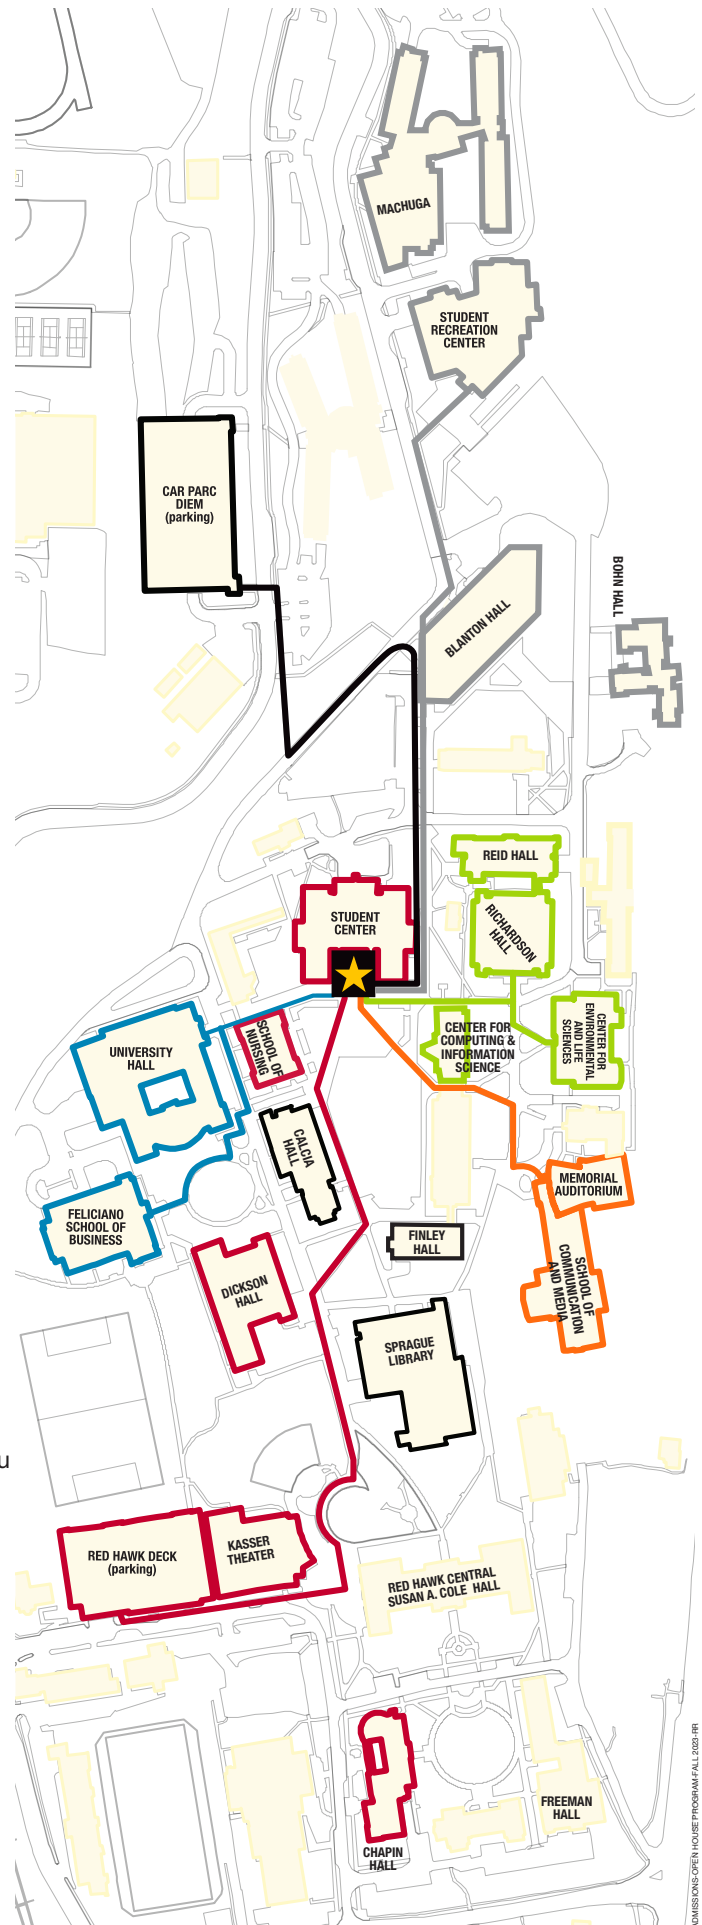 MACHUGA
STUDENT
RECREATION
CENTER
CAR PARC
DIEM
(parking)
BOHN HALL
BLANTON HALL
REID HALL
STUDENT
CENTER
RICHARDSON
HALL
CENTER FOR
ENVIRONMENTAL
AND LIFE
SCIENCES
CENTER FOR
COMPUTING &
INFORMATION
SCIENCE
SCHOOL OF
NURSING
UNIVERSITY
HALL
CALCIA
HALL
MEMORIAL
AUDITORIUM
FELICIANO
SCHOOL OF
BUSINESS
FINLEY
HALL
SCHOOL OF
COMMUNICATION
AND MEDIA
DICKSON
HALL
SPRAGUE
LIBRARY
u
RED HAWK DECK
(parking)
KASSER
THEATER
RED HAWK CENTRAL
SUSAN A. COLE HALL
FREEMAN
HALL
CHAPIN
HALL
DMISSIONS-OPEN HOUSE PROGRAM-FALL 2023-RR